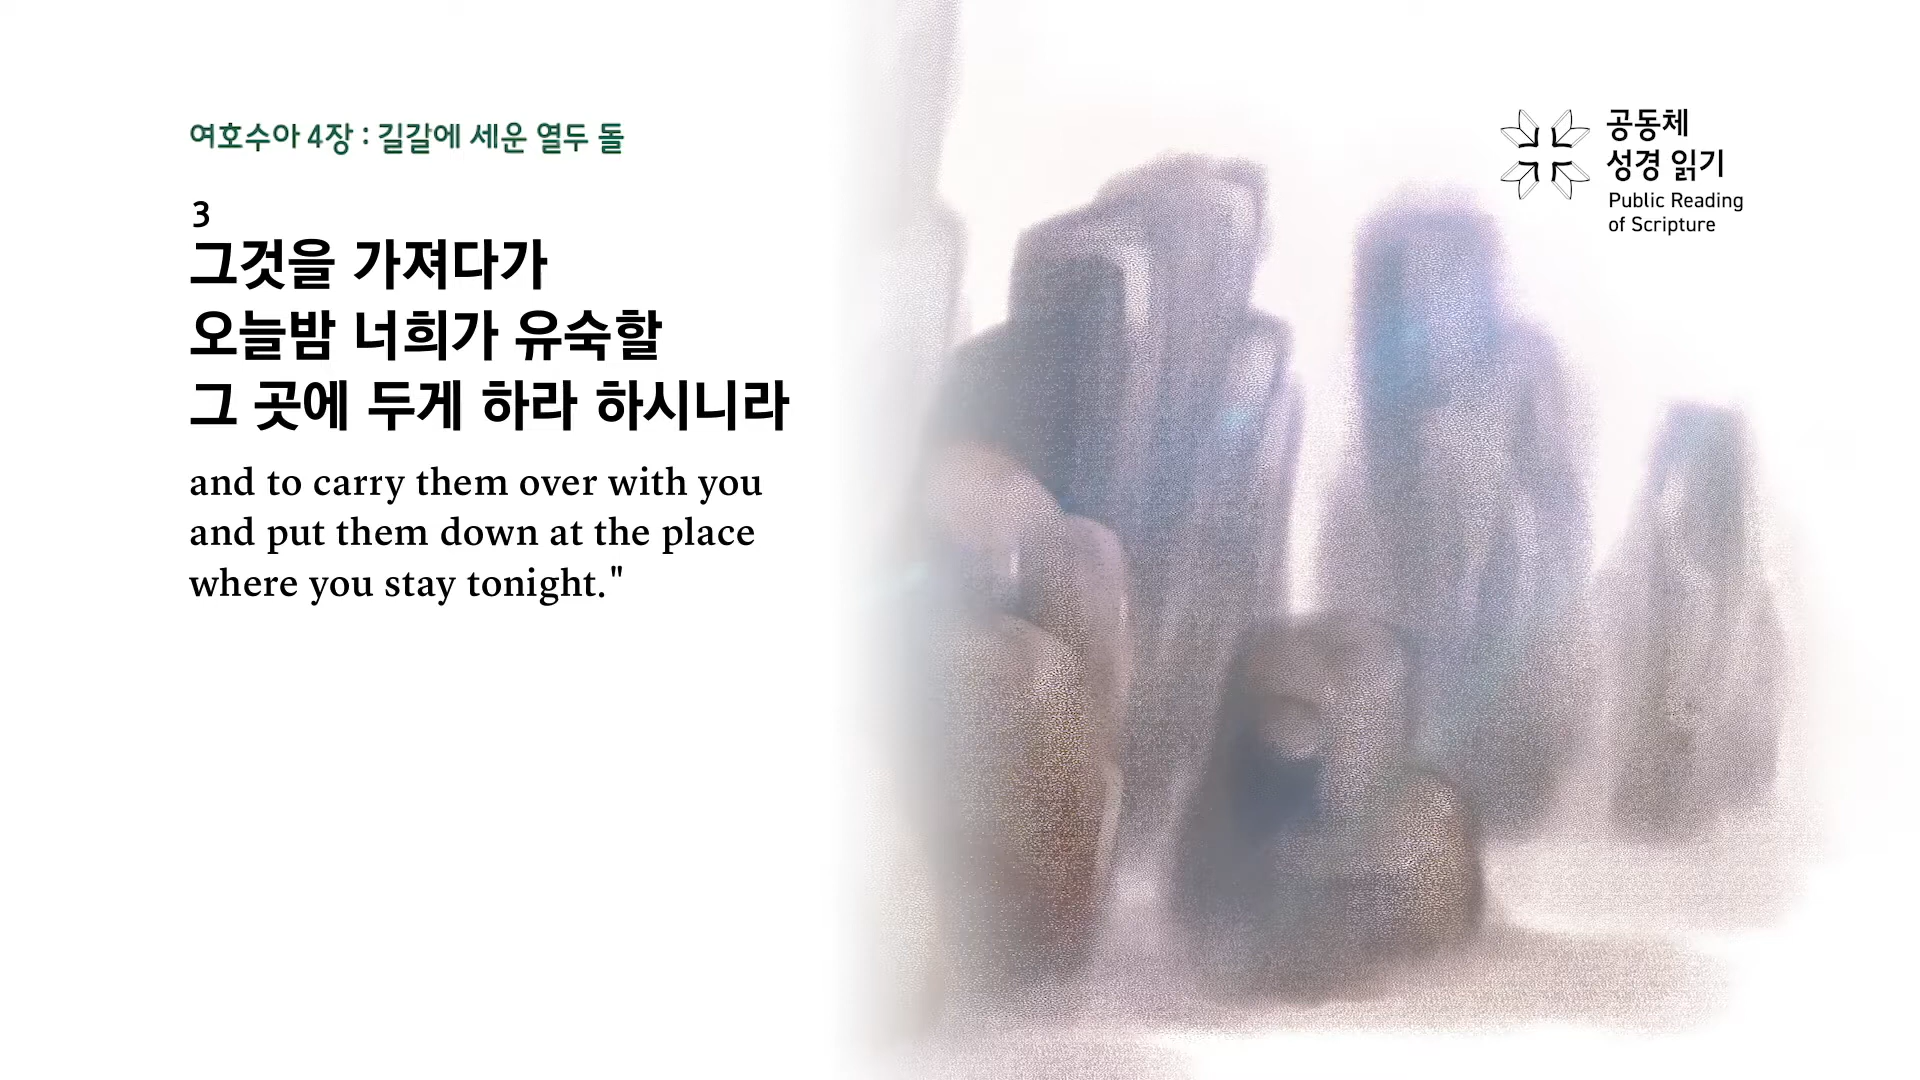 여호수아 4장 : 길갈에 세운 열두 돌
3
그것을 가져다가
오늘밤 너희가 유숙할
그 곳에 두게 하라 하시니라
and to carry them over with you
and put them down at the place
where you stay tonight."
공동체
성경 읽기
Public Reading
of Scripture